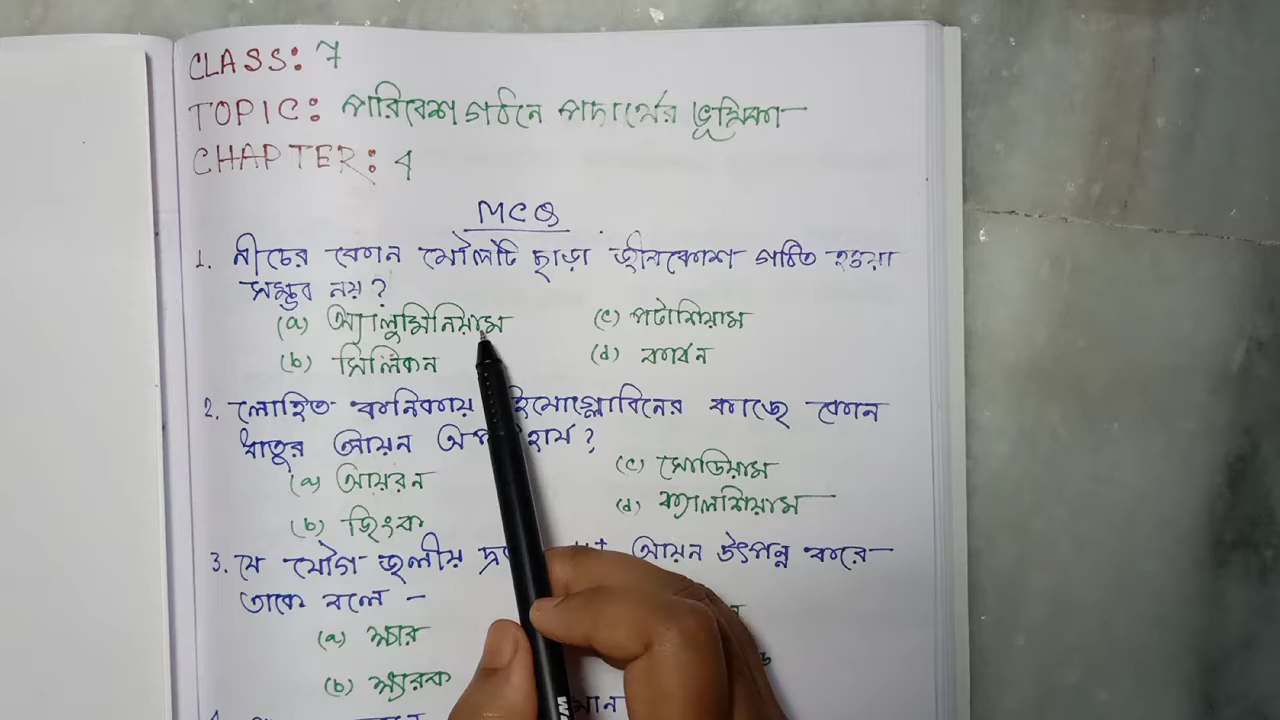 CLASS: 7
TOPIC: পরিবেশ গঠনে পদার্থের ভূমিকা
CHAPTER: 4
MCQ
1. নীচের কোন মৌলটি ছাড়া জীবকোশ গঠিত হওয়া
সম্ভব নয়?
(a) অ্যালুমিনিয়াম (c) পটাশিয়াম
(b) সিলিকন (d) কার্বন
2. লোহিত কনিকায় কাছে কোন
ধাতুর আয়ন
(a) আয়রন (c) সোডিয়াম
(b) জিংক (d) ক্যালশিয়াম
3. যে যৌগ জলীয় আয়ন উৎপন্ন করে
তাকে বলে –
(a) ক্ষার
(b) ক্ষারক